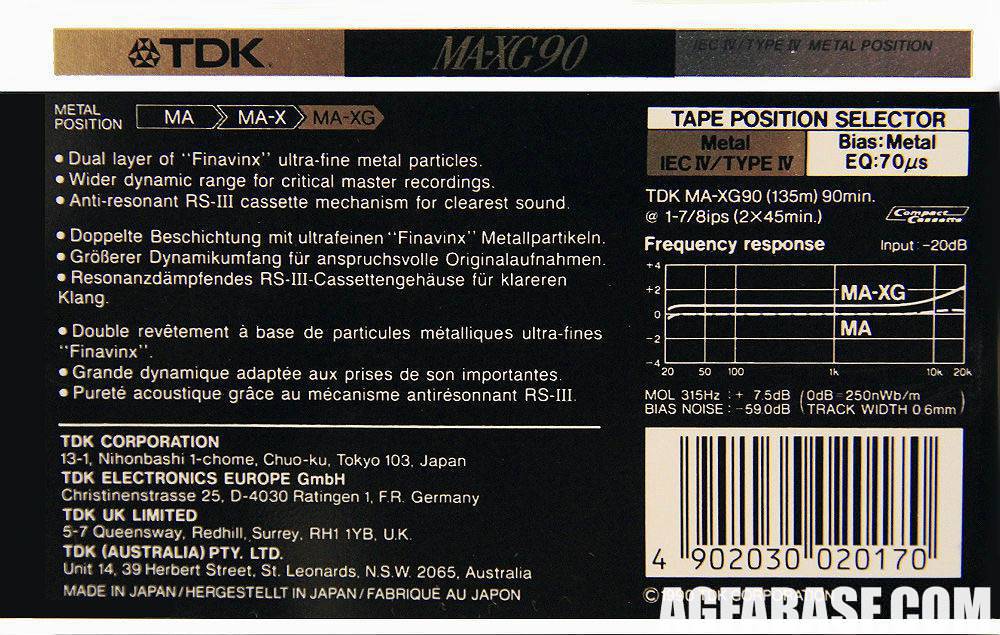 TDK.
MA-XG 90
IEC IV/TYPE IV METAL POSITION
METAL
POSITION
MA
MA-X
MA-XG
• Dual layer of "Finavinx" ultra-fine metal particles.
• Wider dynamic range for critical master recordings.
• Anti-resonant RS-III cassette mechanism for clearest sound.
• Doppelte Beschichtung mit ultrafeinen "Finavinx" Metallpartikeln.
• Größerer Dynamikumfang für anspruchsvolle Originalaufnahmen.
• Resonanzdämpfendes RS-III-Cassettengehäuse für klareren
Klang.
• Double revêtement à base de particules métalliques ultra-fines
"Finavinx".
• Grande dynamique adaptée aux prises de son importantes.
• Pureté acoustique grâce au mécanisme antirésonnant RS-III.
TDK CORPORATION
13-1, Nihonbashi 1-chome, Chuo-ku, Tokyo 103, Japan
TDK ELECTRONICS EUROPE GmbH
Christinenstrasse 25, D-4030 Ratingen 1, F.R. Germany
TDK UK LIMITED
5-7 Queensway, Redhill, Surrey, RH1 1YB, U.K.
TDK (AUSTRALIA) PTY. LTD.
Unit 14, 39 Herbert Street, St. Leonards, N.S.W. 2065, Australia
MADE IN JAPAN/HERGESTELLT IN JAPAN/FABRIQUÉ AU JAPON
TAPE POSITION SELECTOR
Metal
IEC IV/TYPE IV
Bias: Metal
EQ: 70μs
TDK MA-XG90 (135m) 90min.
@ 1-7/8ips (2×45min.)
Compact Cassette
Frequency response
Input: -20dB
+4
+2
0
-2
-4
MA-XG
MA
20 50 100 1k 10k 20k
MOL 315Hz : + 7.5dB (0dB=250nWb/m
BIAS NOISE : -59.0dB TRACK WIDTH 0.6mm)
4 902030 020170
© 1990 TDK CORPORATION
AGFABASE.COM